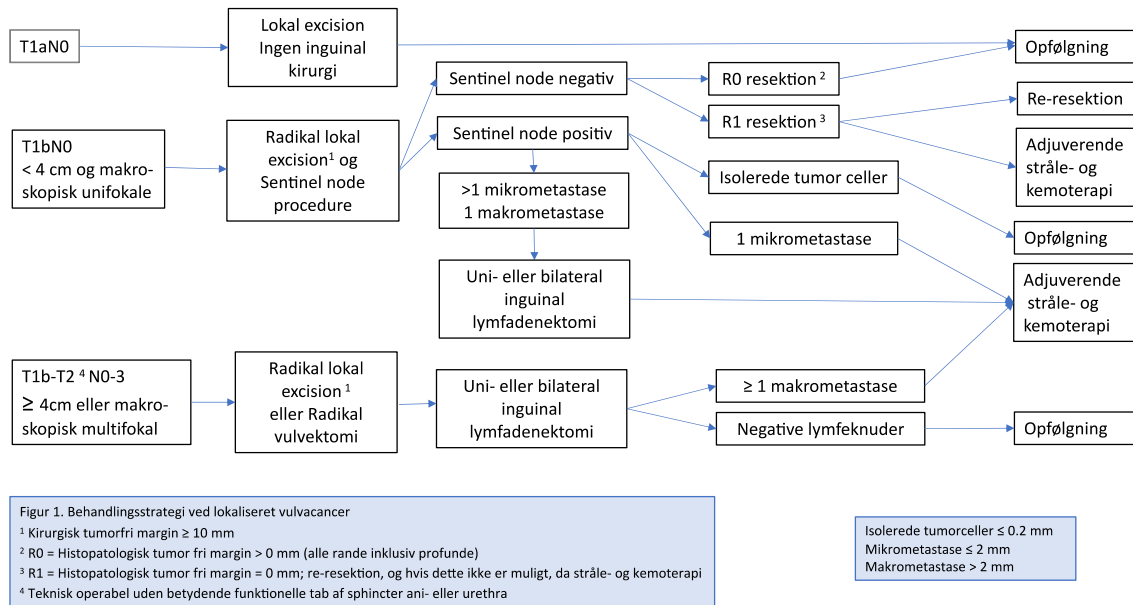 T1aN0
Lokal excision
Ingen inguinal
kirurgi
Opfølgning
T1bN0
< 4 cm og makro-
skopisk unifokale
Radikal lokal
excision¹ og
Sentinel node
procedure
Sentinel node negativ
R0 resektion ²
R1 resektion ³
Re-resektion
Adjuverende
stråle- og
kemoterapi
Sentinel node positiv
>1 mikrometastase
1 makrometastase
Isolerede tumor celler
Opfølgning
1 mikrometastase
Uni- eller bilateral
inguinal
lymfadenektomi
Adjuverende
stråle- og
kemoterapi
T1b-T2 ⁴ N0-3
≥ 4cm eller makro-
skopisk multifokal
Radikal lokal
excision ¹
eller Radikal
vulvektomi
Uni- eller bilateral
inguinal
lymfadenektomi
≥ 1 makrometastase
Negative lymfeknuder
Opfølgning
Figur 1. Behandlingsstrategi ved lokaliseret vulvacancer
¹ Kirurgisk tumorfri margin ≥ 10 mm
² R0 = Histopatologisk tumor fri margin > 0 mm (alle rande inklusiv profunde)
³ R1 = Histopatologisk tumor fri margin = 0 mm; re-resektion, og hvis dette ikke er muligt, da stråle- og kemoterapi
⁴ Teknisk operabel uden betydende funktionelle tab af sphincter ani- eller urethra
Isolerede tumorceller ≤ 0.2 mm
Mikrometastase ≤ 2 mm
Makrometastase > 2 mm